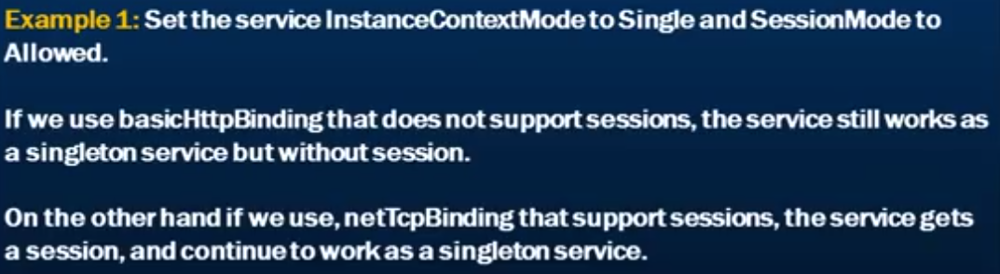 Example 1: Set the service InstanceContextMode to Single and SessionMode to
Allowed.
If we use basicHttpBinding that does not support sessions, the service still works as
a singleton service but without session.
On the other hand if we use, netTcpBinding that support sessions, the service gets
a session, and continue to work as a singleton service.